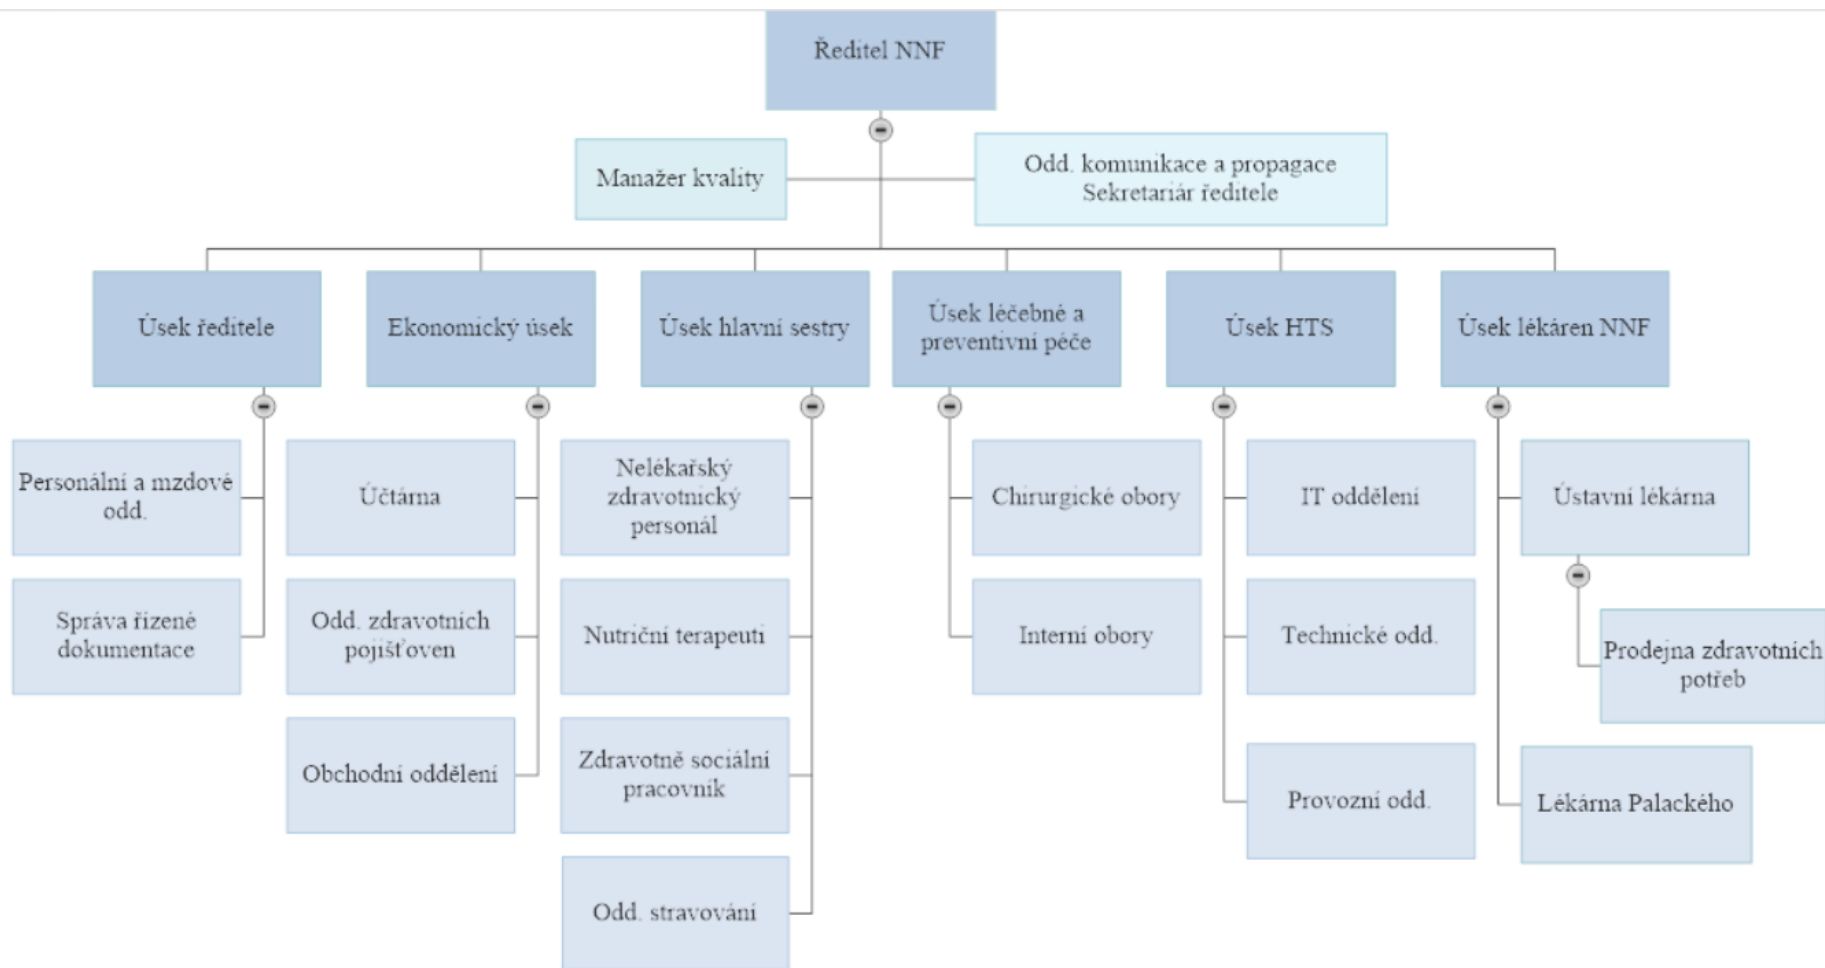 Ředitel NNF
Manažer kvality
Odd. komunikace a propagace
Sekretariár ředitele
Úsek ředitele
Ekonomický úsek
Úsek hlavní sestry
Úsek léčebné a
preventivní péče
Úsek HTS
Úsek lékáren NNF
Personální a mzdové
odd.
Účtárna
Nelékařský
zdravotnický
personál
Chirurgické obory
IT oddělení
Ústavní lékárna
Správa řízené
dokumentace
Odd. zdravotních
pojišťoven
Nutriční terapeuti
Interní obory
Technické odd.
Prodejna zdravotních
potřeb
Obchodní oddělení
Zdravotně sociální
pracovník
Provozní odd.
Lékárna Palackého
Odd. stravování